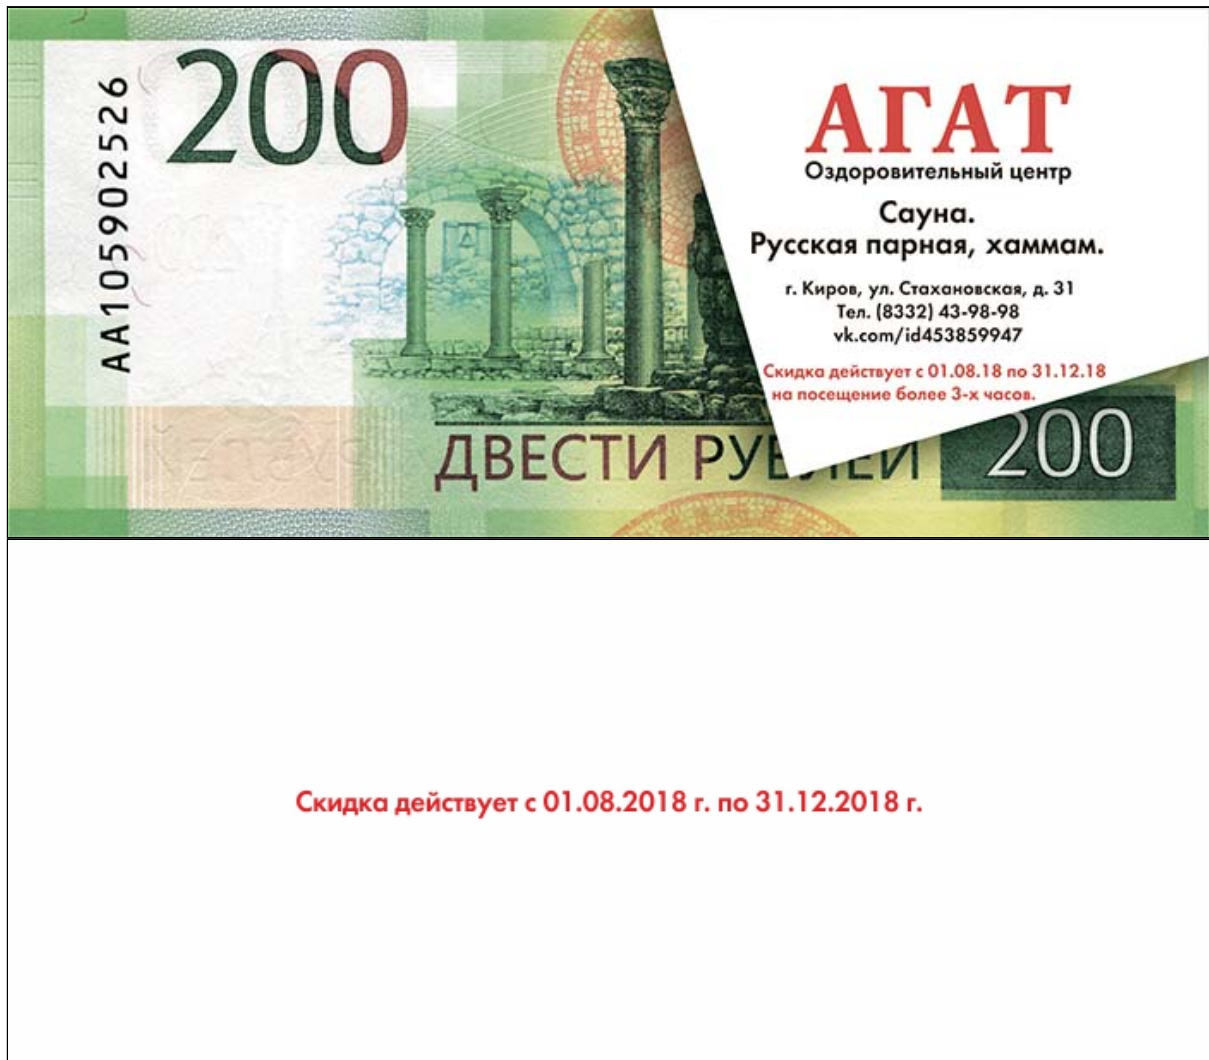 200
АА105902526
АГАТ
Оздоровительный центр
Сауна.
Русская парная, хаммам.
г. Киров, ул. Стахановская, д. 31
Тел. (8332) 43-98-98
vk.com/id453859947
Скидка действует с 01.08.18 по 31.12.18
на посещение более 3-х часов.
ДВЕСТИ РУБЛЕЙ
200
Скидка действует с 01.08.2018 г. по 31.12.2018 г.